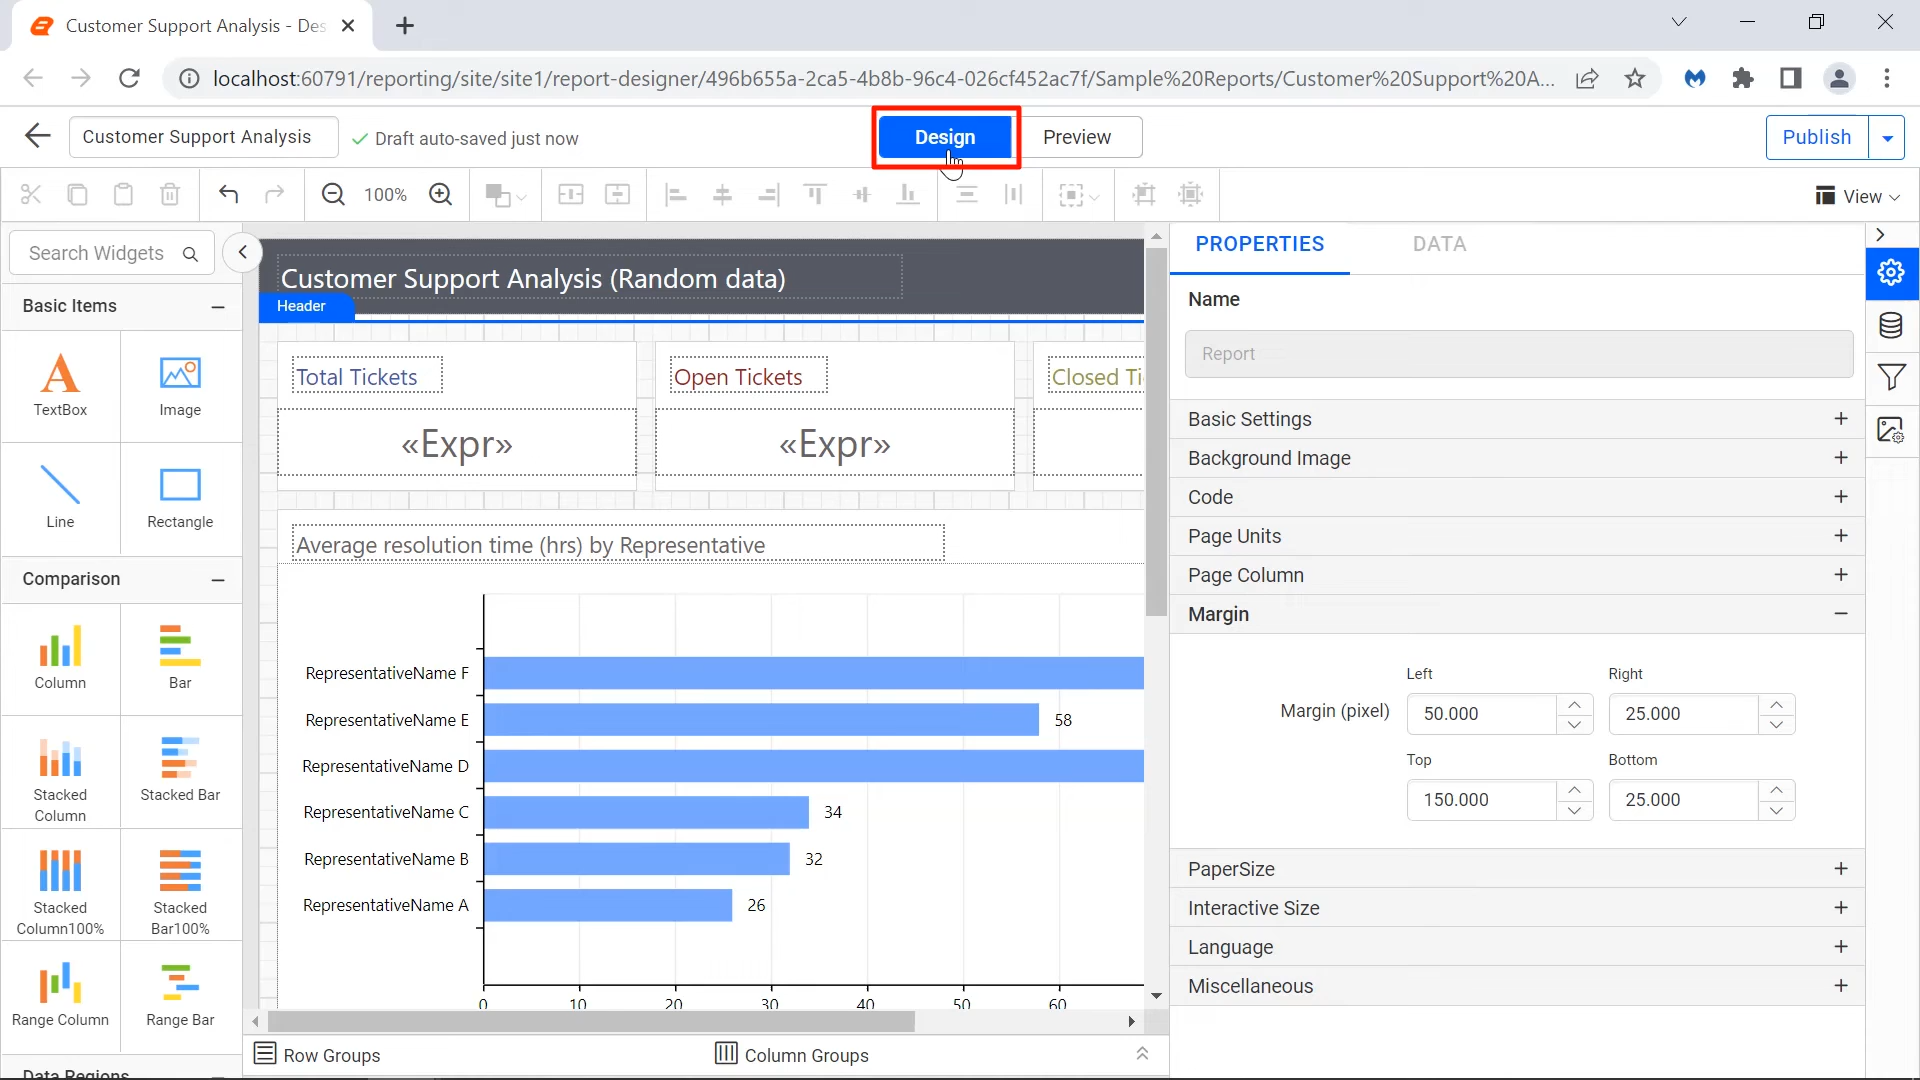 Customer Support Analysis - Des
localhost:60791/reporting/site/site1/report-designer/496b655a-2ca5-4b8b-96c4-026cf452ac7f/Sample%20Reports/Customer%20Support%20A...
Customer Support Analysis
Draft auto-saved just now
Design
Preview
Publish
100%
View
Search Widgets
Basic Items
TextBox
Image
Line
Rectangle
Comparison
Column
Bar
Stacked
Column
Stacked Bar
Stacked
Column100%
Stacked
Bar100%
Range Column
Range Bar
Data Regions
Customer Support Analysis (Random data)
Header
Total Tickets
Open Tickets
Closed Ti
«Expr»
«Expr»
Average resolution time (hrs) by Representative
RepresentativeName F
RepresentativeName E
58
RepresentativeName D
RepresentativeName C
34
RepresentativeName B
32
RepresentativeName A
26
0 10 20 30 40 50 60
Row Groups
Column Groups
PROPERTIES
DATA
Name
Report
Basic Settings
Background Image
Code
Page Units
Page Column
Margin
Left
Right
Margin (pixel)
50.000
25.000
Top
Bottom
150.000
25.000
PaperSize
Interactive Size
Language
Miscellaneous